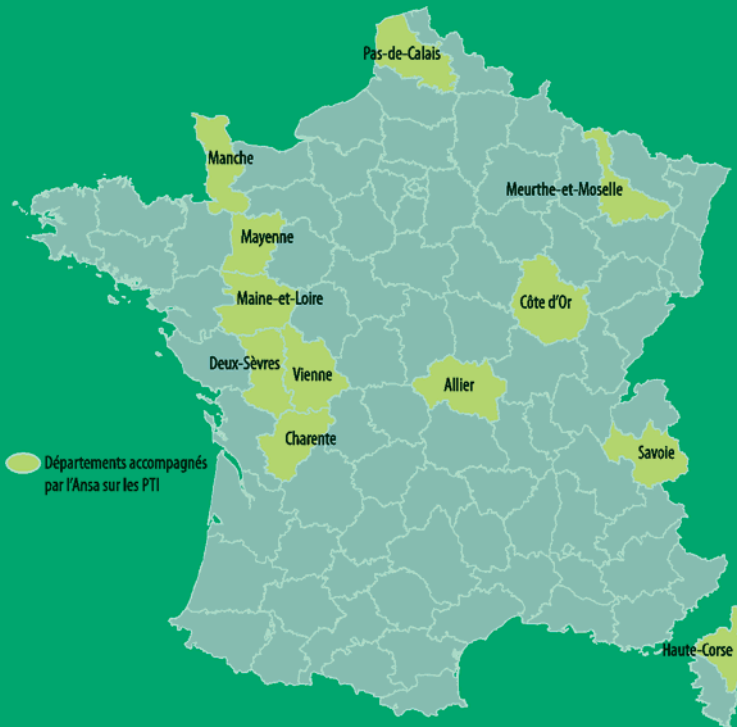 Pas-de-Calais
Manche
Meurthe-et-Moselle
Mayenne
Maine-et-Loire
Côte d'Or
Deux-Sèvres
Vienne
Allier
Charente
Savoie
Départements accompagnés
par l'Ansa sur les PTI
Haute-Corse